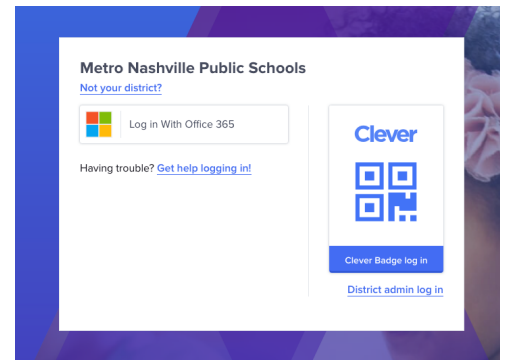 Metro Nashville Public Schools
Not your district?
Log in With Office 365
Having trouble? Get help logging in!
Clever
Clever Badge log in
District admin log in